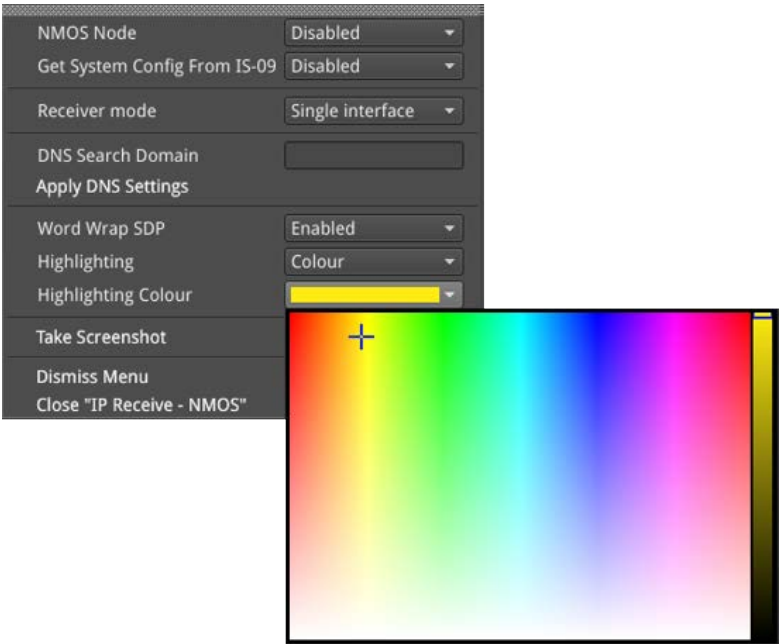 NMOS Node Disabled
Get System Config From IS-09 Disabled
Receiver mode Single interface
DNS Search Domain
Apply DNS Settings
Word Wrap SDP Enabled
Highlighting Colour
Highlighting Colour
Take Screenshot
Dismiss Menu
Close "IP Receive - NMOS"